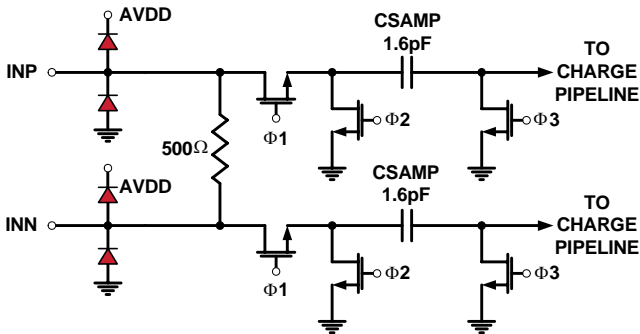 AVDD
CSAMP
1.6pF
TO
CHARGE
PIPELINE
INP
Φ1
Φ2
Φ3
500Ω
CSAMP
1.6pF
AVDD
TO
CHARGE
PIPELINE
INN
Φ1
Φ2
Φ3